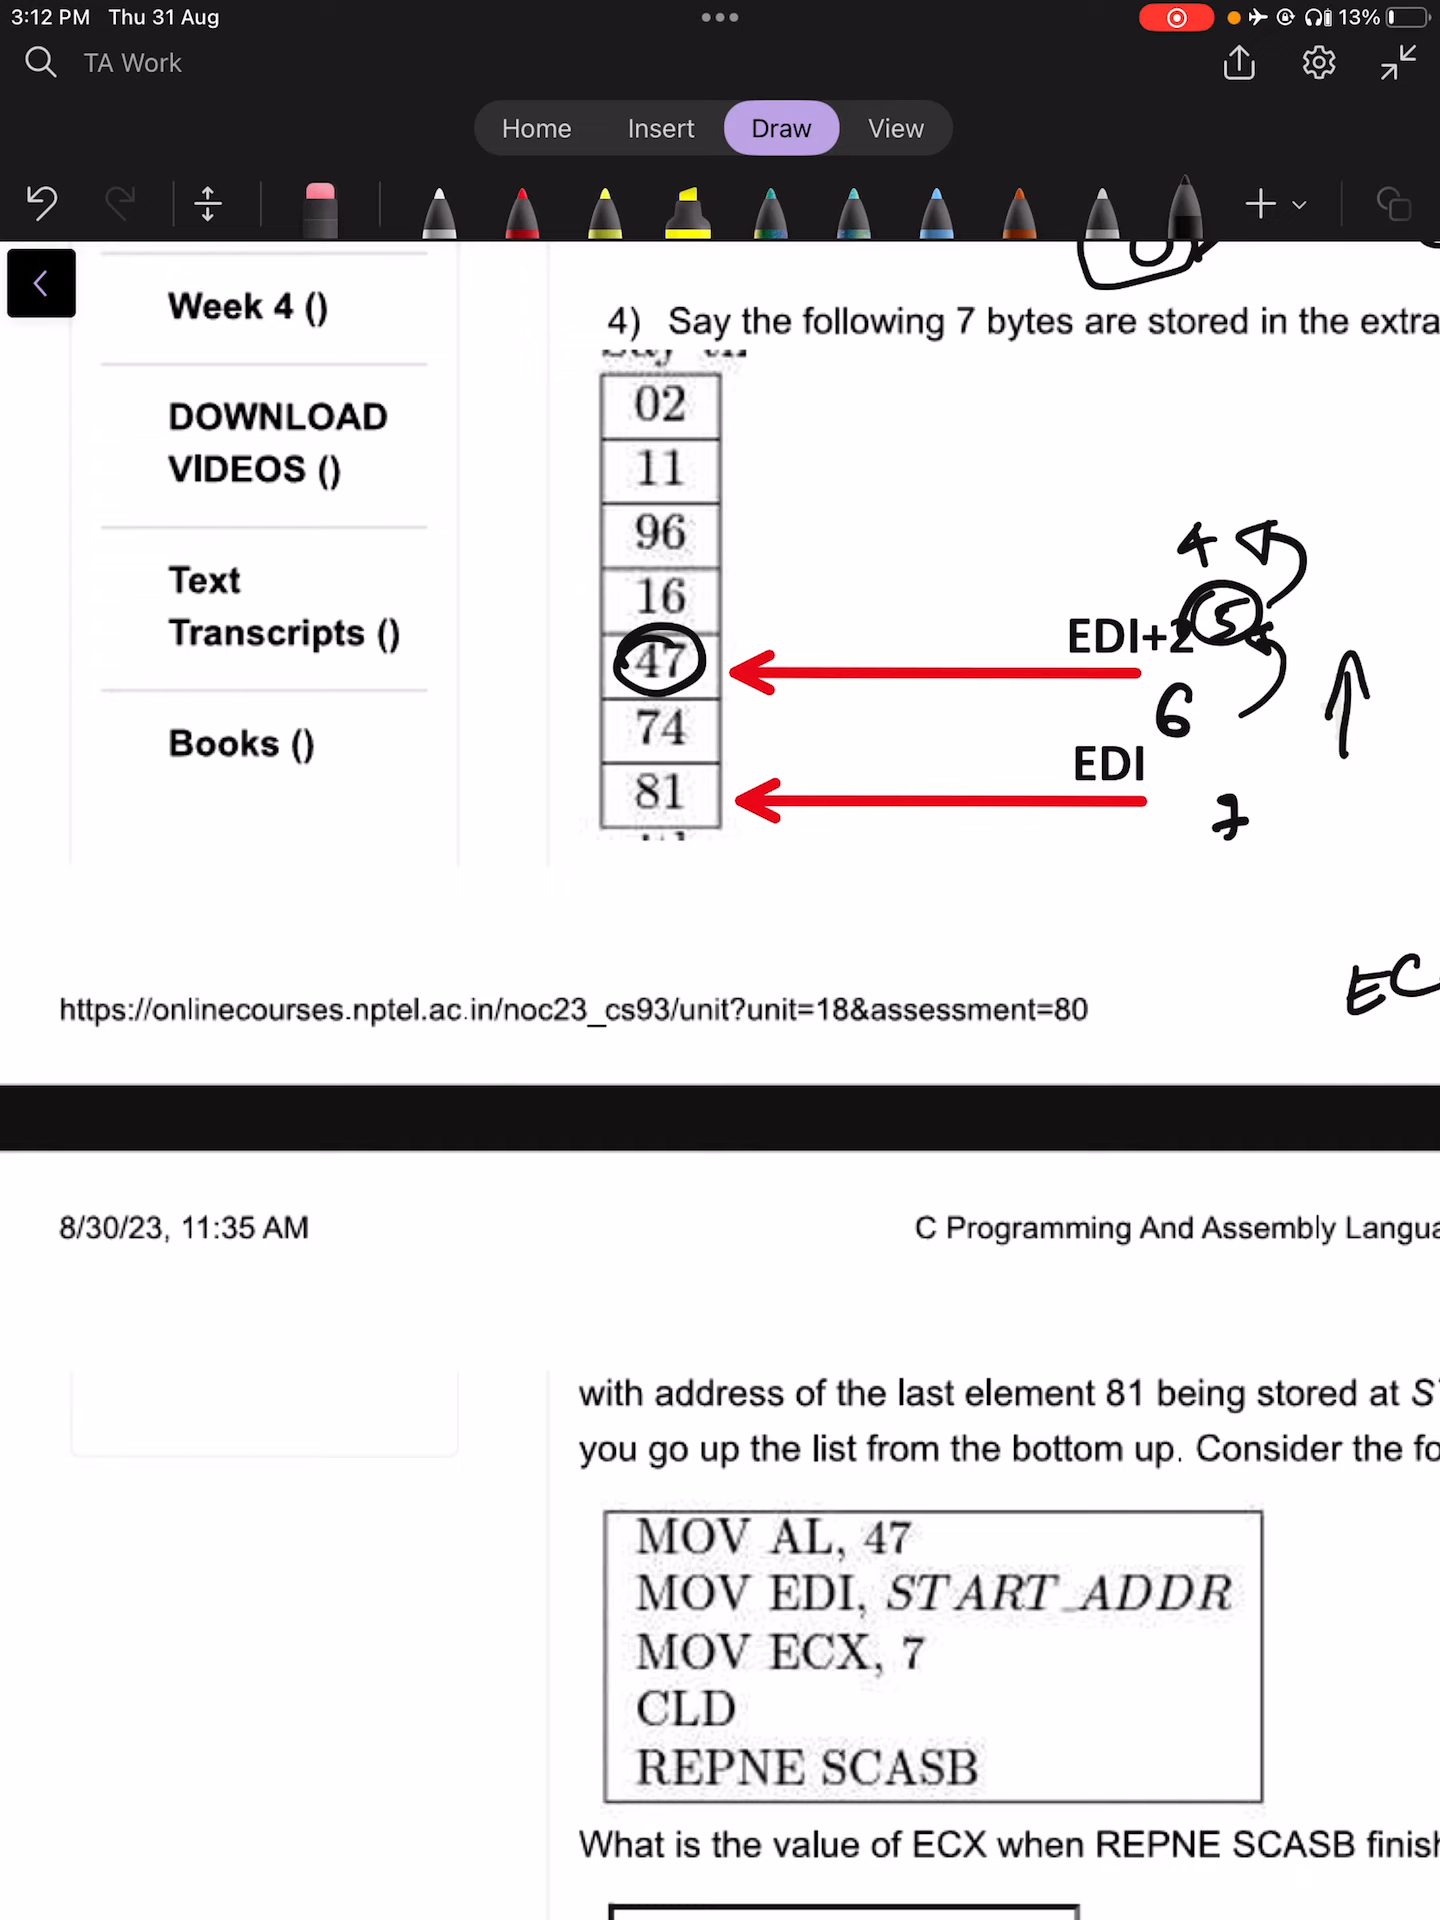 3:12 PM Thu 31 Aug
13%
TA Work
Home Insert Draw View
Week 4 ()
DOWNLOAD
VIDEOS ()
Text
Transcripts ()
Books ()
4) Say the following 7 bytes are stored in the extra
02
11
96
16
47
74
81
4
EDI+2
5
6
EDI
7
EC
https://onlinecourses.nptel.ac.in/noc23_cs93/unit?unit=18&assessment=80
8/30/23, 11:35 AM
C Programming And Assembly Langua
with address of the last element 81 being stored at S
you go up the list from the bottom up. Consider the fo
MOV AL, 47
MOV EDI, START_ADDR
MOV ECX, 7
CLD
REPNE SCASB
What is the value of ECX when REPNE SCASB finish